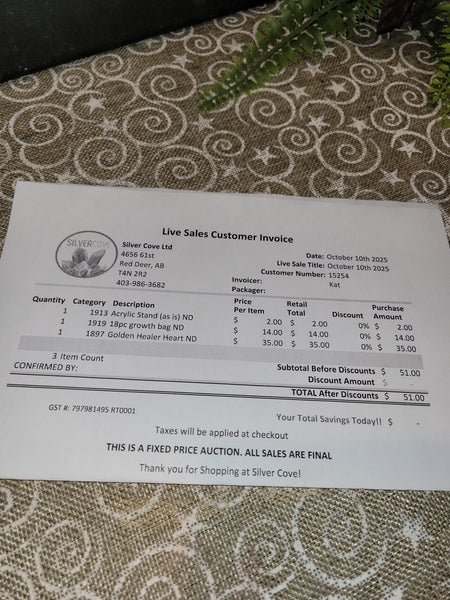 Live Sales Customer Invoice
SILVERCOVE
Silver Cove Ltd
4656 61st
Red Deer, AB
T4N 2R2
403-986-3682
Date: October 10th 2025
Live Sale Title: October 10th 2025
Customer Number: 15254
Invoicer: Kat
Packager:
Quantity Category Description Price Per Item Retail Total Discount Purchase Amount
1 1913 Acrylic Stand (as is) ND $ 2.00 $ 2.00 0% $ 2.00
1 1919 18pc growth bag ND $ 14.00 $ 14.00 0% $ 14.00
1 1897 Golden Healer Heart ND $ 35.00 $ 35.00 0% $ 35.00
3 Item Count Subtotal Before Discounts $ 51.00
CONFIRMED BY: Discount Amount $ -
TOTAL After Discounts $ 51.00
GST #: 797981495 RT0001
Your Total Savings Today!! $ -
Taxes will be applied at checkout
THIS IS A FIXED PRICE AUCTION. ALL SALES ARE FINAL
Thank you for Shopping at Silver Cove!